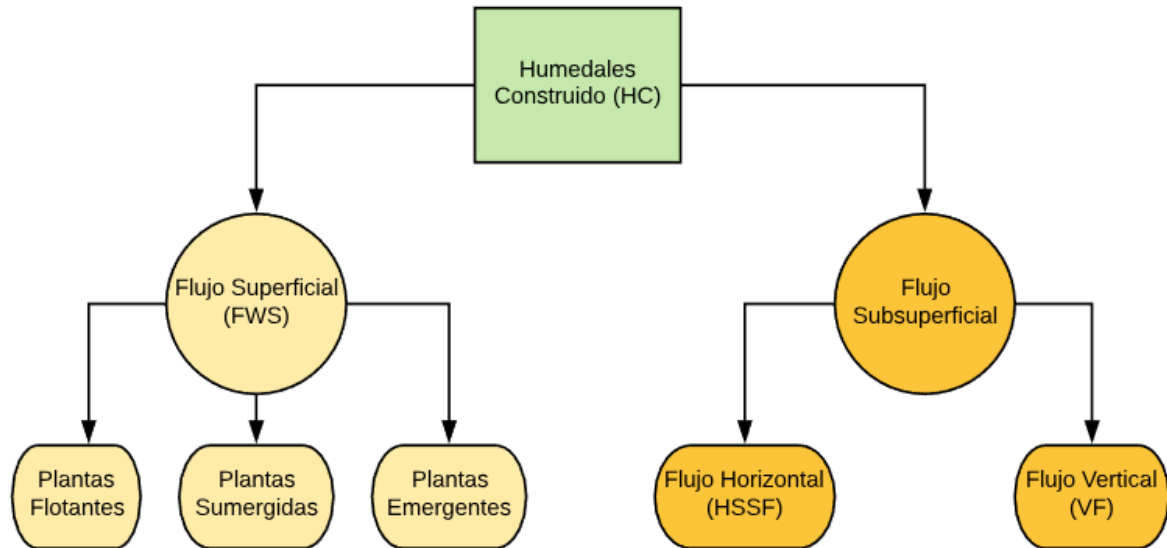 Humedales
Construido (HC)
Flujo Superficial
(FWS)
Flujo
Subsuperficial
Plantas
Flotantes
Plantas
Sumergidas
Plantas
Emergentes
Flujo Horizontal
(HSSF)
Flujo Vertical
(VF)